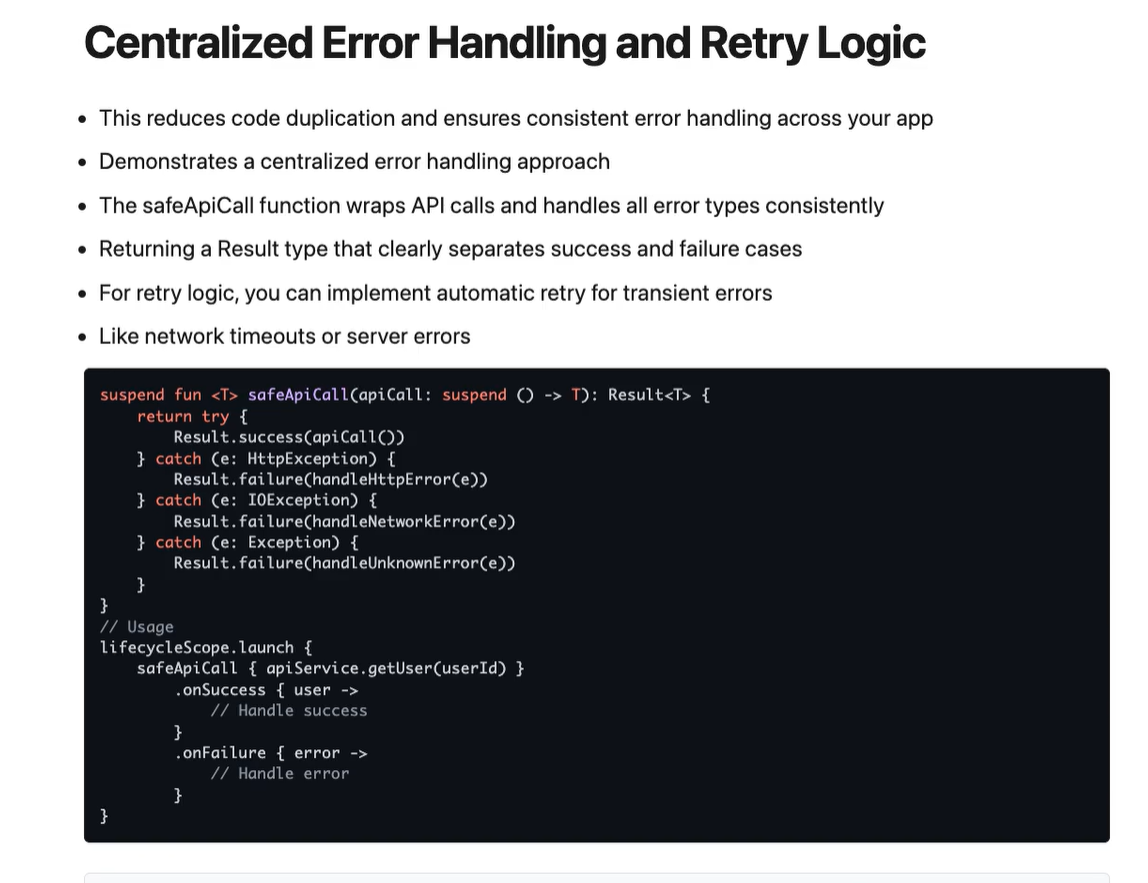 Centralized Error Handling and Retry Logic
• This reduces code duplication and ensures consistent error handling across your app
• Demonstrates a centralized error handling approach
• The safeApiCall function wraps API calls and handles all error types consistently
• Returning a Result type that clearly separates success and failure cases
• For retry logic, you can implement automatic retry for transient errors
• Like network timeouts or server errors
suspend fun <T> safeApiCall(apiCall: suspend () -> T): Result<T> {
    return try {
        Result.success(apiCall())
    } catch (e: HttpException) {
        Result.failure(handleHttpError(e))
    } catch (e: IOException) {
        Result.failure(handleNetworkError(e))
    } catch (e: Exception) {
        Result.failure(handleUnknownError(e))
    }
}
// Usage
lifecycleScope.launch {
    safeApiCall { apiService.getUser(userId) }
        .onSuccess { user ->
            // Handle success
        }
        .onFailure { error ->
            // Handle error
        }
}